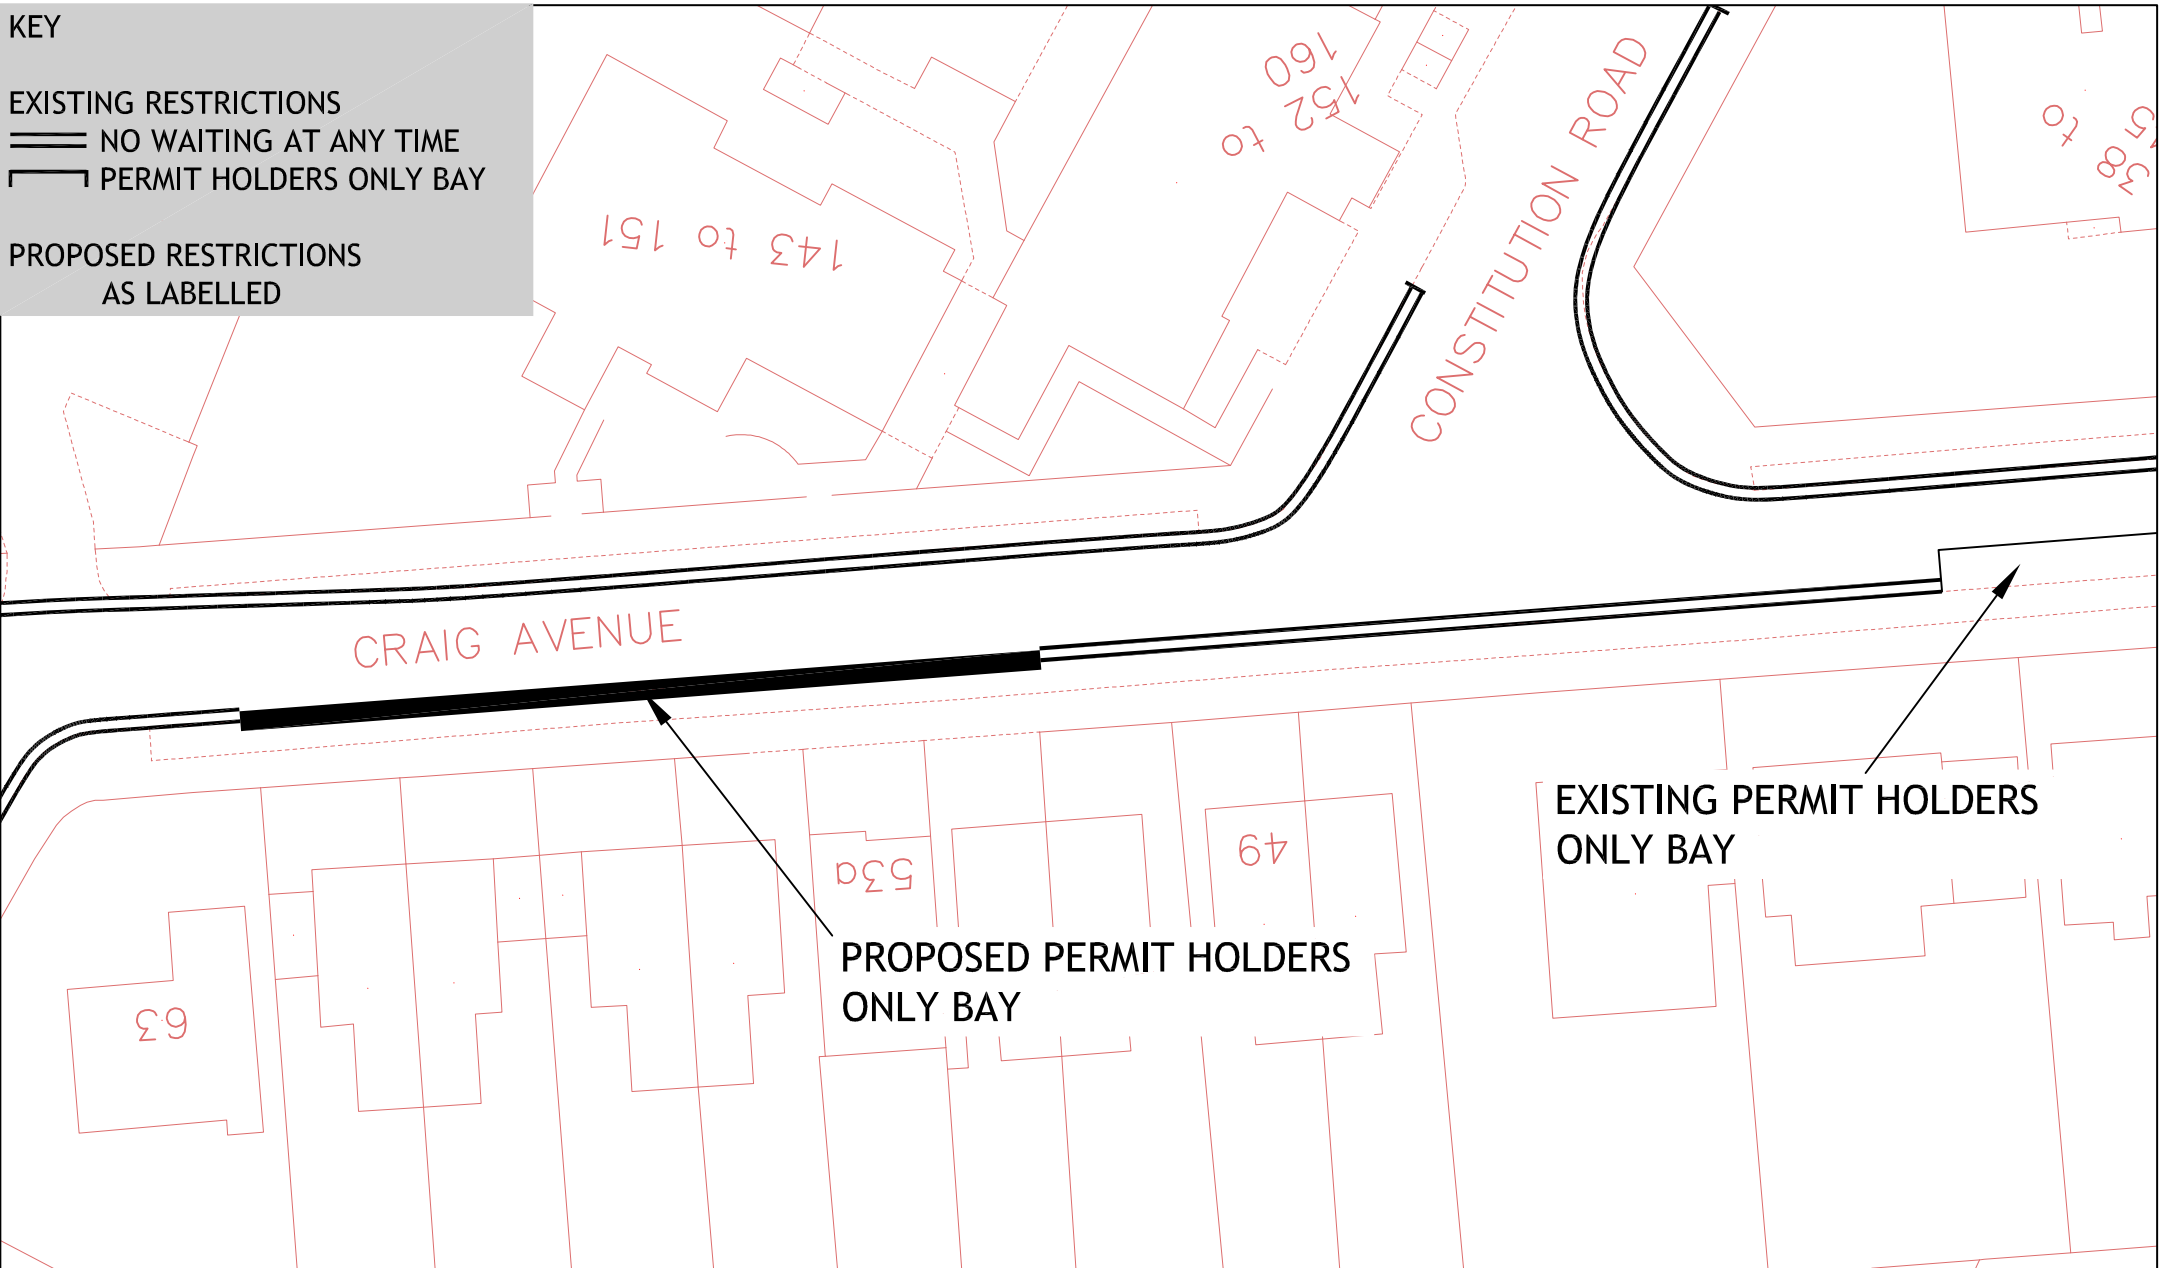 KEY
EXISTING RESTRICTIONS
NO WAITING AT ANY TIME
PERMIT HOLDERS ONLY BAY
PROPOSED RESTRICTIONS
AS LABELLED
143 to 151
152 to
160
CONSTITUTION ROAD
to
38
CRAIG AVENUE
EXISTING PERMIT HOLDERS
ONLY BAY
53a
49
PROPOSED PERMIT HOLDERS
ONLY BAY
63